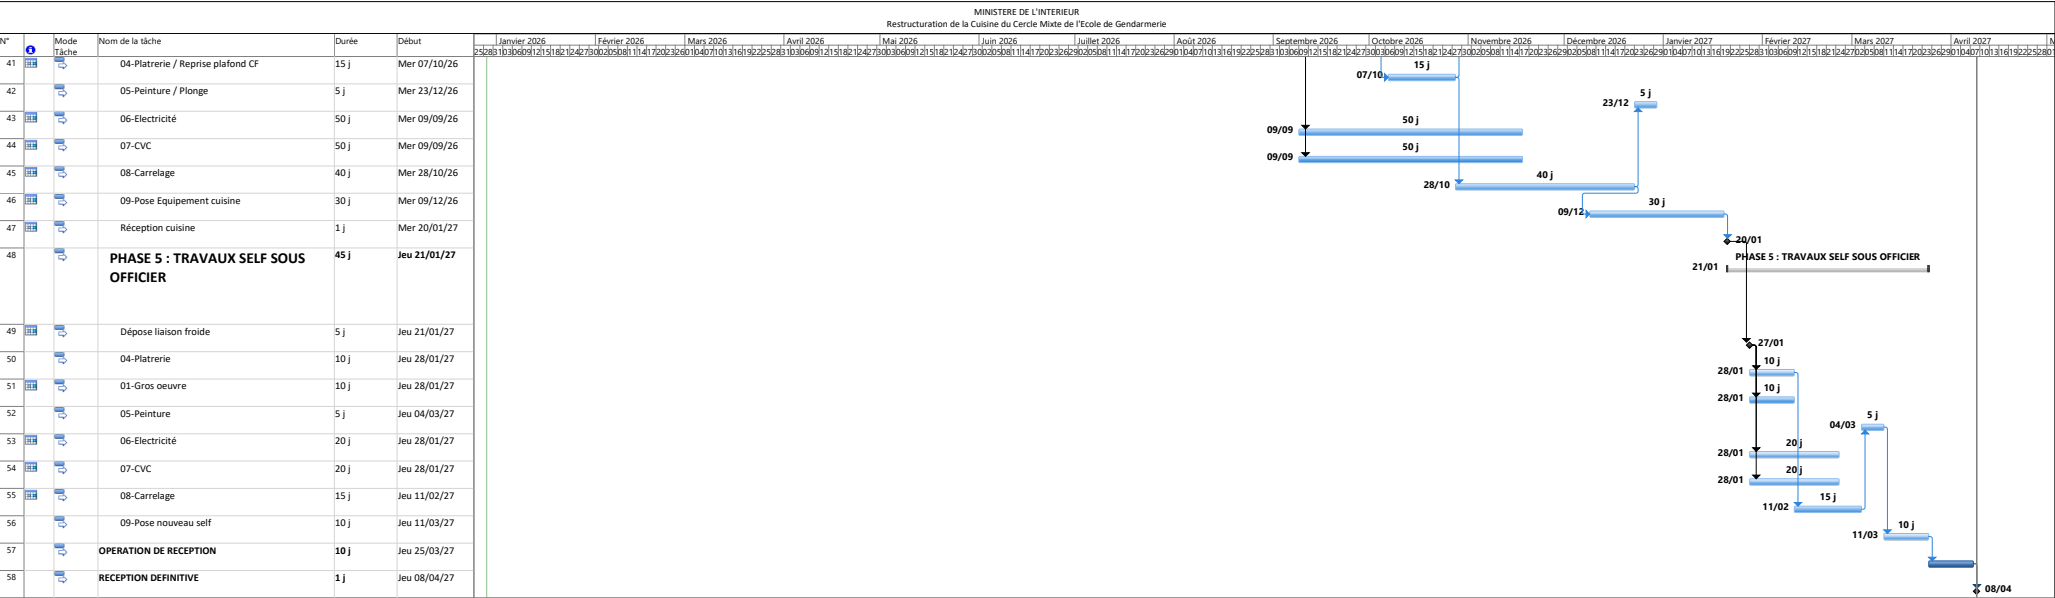 MINISTERE DE L'INTERIEUR
Restructuration de la Cuisine du Cercle Mixte de l'Ecole de Gendarmerie
N° Mode Tâche Nom de la tâche Durée Début
Janvier 2026 Février 2026 Mars 2026 Avril 2026 Mai 2026 Juin 2026 Juillet 2026 Août 2026 Septembre 2026 Octobre 2026 Novembre 2026 Décembre 2026 Janvier 2027 Février 2027 Mars 2027 Avril 2027
41 04-Platrerie / Reprise plafond CF 15 j Mer 07/10/26 07/10 15 j
42 05-Peinture / Plonge 5 j Mer 23/12/26 23/12 5 j
43 06-Electricité 50 j Mer 09/09/26 09/09 50 j
44 07-CVC 50 j Mer 09/09/26 09/09 50 j
45 08-Carrelage 40 j Mer 28/10/26 28/10 40 j
46 09-Pose Equipement cuisine 30 j Mer 09/12/26 09/12 30 j
47 Réception cuisine 1 j Mer 20/01/27 20/01
48 PHASE 5 : TRAVAUX SELF SOUS OFFICIER 45 j Jeu 21/01/27 21/01 PHASE 5 : TRAVAUX SELF SOUS OFFICIER
49 Dépose liaison froide 5 j Jeu 21/01/27 27/01
50 04-Platrerie 10 j Jeu 28/01/27 28/01 10 j
51 01-Gros oeuvre 10 j Jeu 28/01/27 28/01 10 j
52 05-Peinture 5 j Jeu 04/03/27 04/03 5 j
53 06-Electricité 20 j Jeu 28/01/27 28/01 20 j
54 07-CVC 20 j Jeu 28/01/27 28/01 20 j
55 08-Carrelage 15 j Jeu 11/02/27 11/02 15 j
56 09-Pose nouveau self 10 j Jeu 11/03/27 11/03 10 j
57 OPERATION DE RECEPTION 10 j Jeu 25/03/27
58 RECEPTION DEFINITIVE 1 j Jeu 08/04/27 08/04